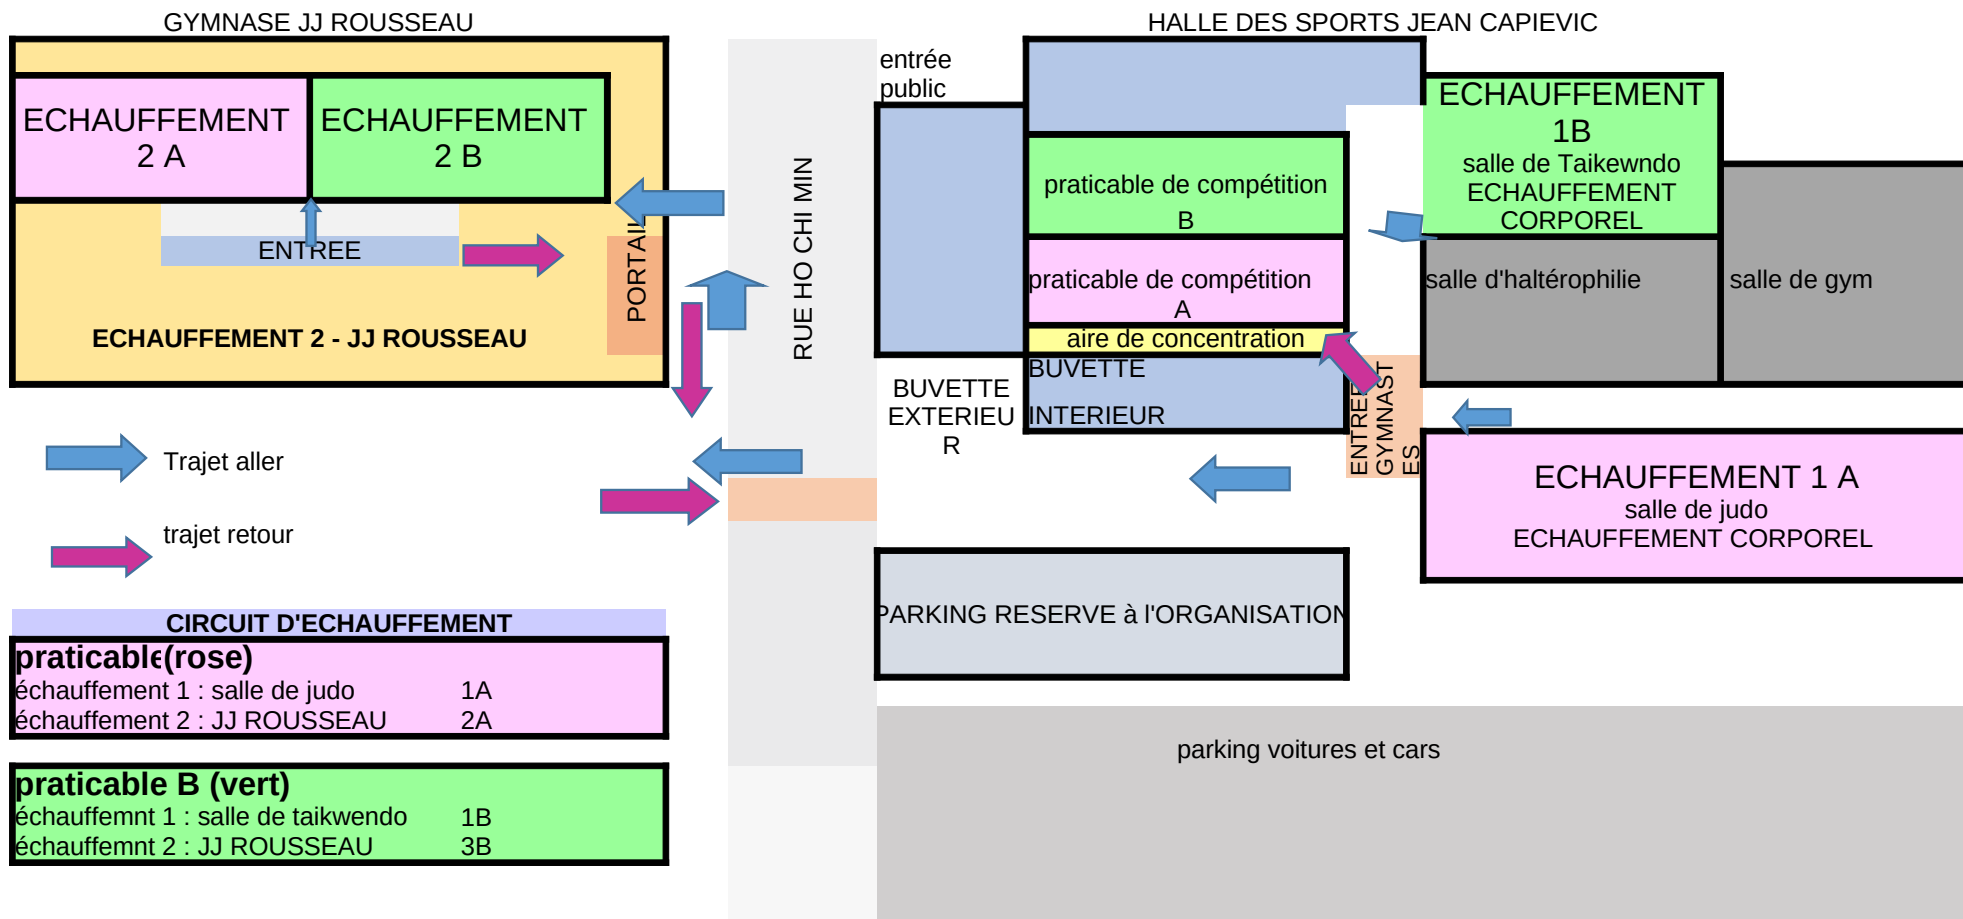 GYMNASE JJ ROUSSEAU
HALLE DES SPORTS JEAN CAPIEVIC
ECHAUFFEMENT
2 A
ECHAUFFEMENT
2 B
ENTREE
PORTAIL
ECHAUFFEMENT 2 - JJ ROUSSEAU
RUE HO CHI MIN
entrée
public
praticable de compétition
B
praticable de compétition
A
aire de concentration
BUVETTE
INTERIEUR
BUVETTE
EXTERIEU
R
ENTREE
GYMNAST
ES
ECHAUFFEMENT
1B
salle de Taikewndo
ECHAUFFEMENT
CORPOREL
salle d'haltérophilie
salle de gym
ECHAUFFEMENT 1 A
salle de judo
ECHAUFFEMENT CORPOREL
Trajet aller
trajet retour
PARKING RESERVE à l'ORGANISATION
parking voitures et cars
CIRCUIT D'ECHAUFFEMENT
praticable (rose)
échauffement 1 : salle de judo 1A
échauffement 2 : JJ ROUSSEAU 2A
praticable B (vert)
échauffemnt 1 : salle de taikwendo 1B
échauffemnt 2 : JJ ROUSSEAU 3B